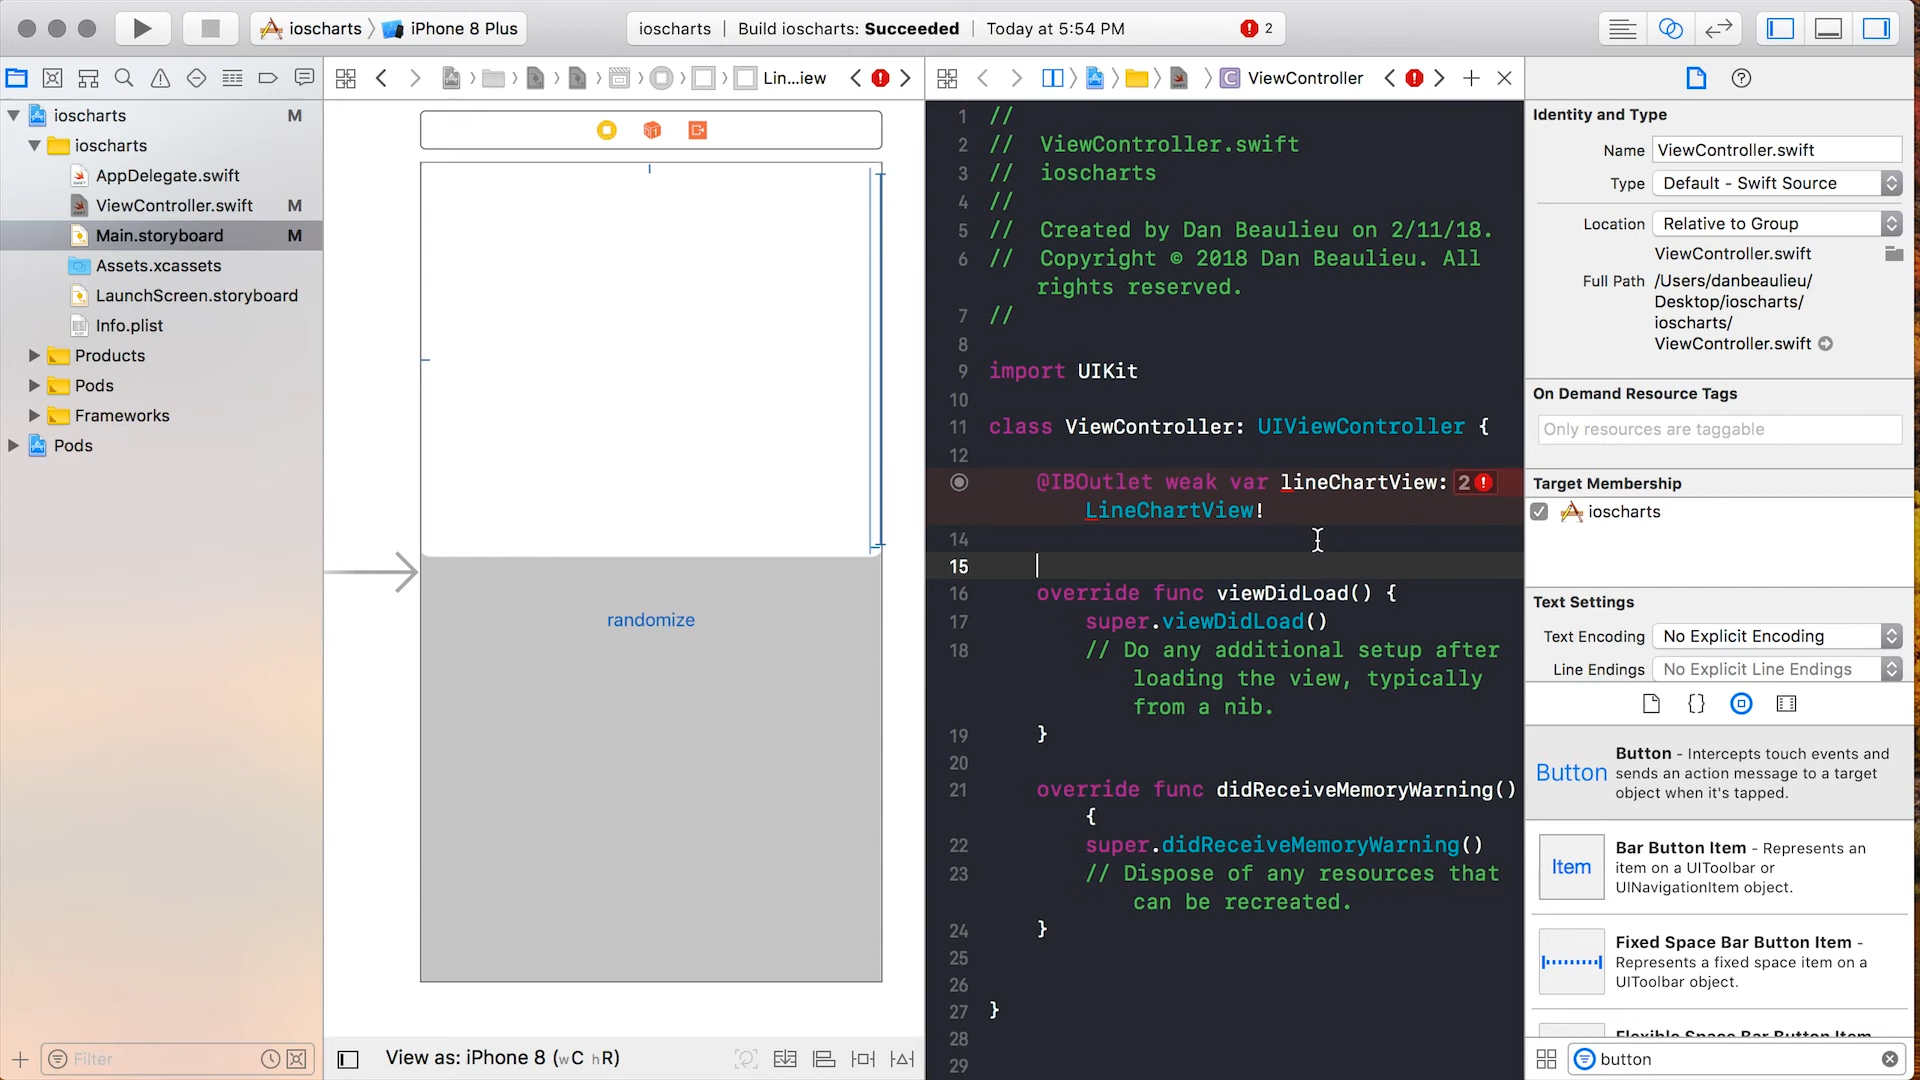 ioscharts
iPhone 8 Plus
ioscharts | Build ioscharts: Succeeded | Today at 5:54 PM
2
Lin...iew
ViewController
ioscharts M
ioscharts
AppDelegate.swift
ViewController.swift M
Main.storyboard M
Assets.xcassets
LaunchScreen.storyboard
Info.plist
Products
Pods
Frameworks
Pods
Filter
randomize
View as: iPhone 8 (wC hR)
1 //
2 // ViewController.swift
3 // ioscharts
4 //
5 // Created by Dan Beaulieu on 2/11/18.
6 // Copyright © 2018 Dan Beaulieu. All
rights reserved.
7 //
8
9 import UIKit
10
11 class ViewController: UIViewController {
12
@IBOutlet weak var lineChartView: 2
LineChartView!
14
15
16 override func viewDidLoad() {
17 super.viewDidLoad()
18 // Do any additional setup after
loading the view, typically
from a nib.
19 }
20
21 override func didReceiveMemoryWarning()
{
22 super.didReceiveMemoryWarning()
23 // Dispose of any resources that
can be recreated.
24 }
25
26
27 }
28
29
Identity and Type
Name ViewController.swift
Type Default - Swift Source
Location Relative to Group
ViewController.swift
Full Path /Users/danbeaulieu/
Desktop/ioscharts/
ioscharts/
ViewController.swift
On Demand Resource Tags
Only resources are taggable
Target Membership
ioscharts
Text Settings
Text Encoding No Explicit Encoding
Line Endings No Explicit Line Endings
Button
Button - Intercepts touch events and
sends an action message to a target
object when it's tapped.
Item
Bar Button Item - Represents an
item on a UIToolbar or
UINavigationItem object.
Fixed Space Bar Button Item -
Represents a fixed space item on a
UIToolbar object.
Flexible Space Bar Button Item
button